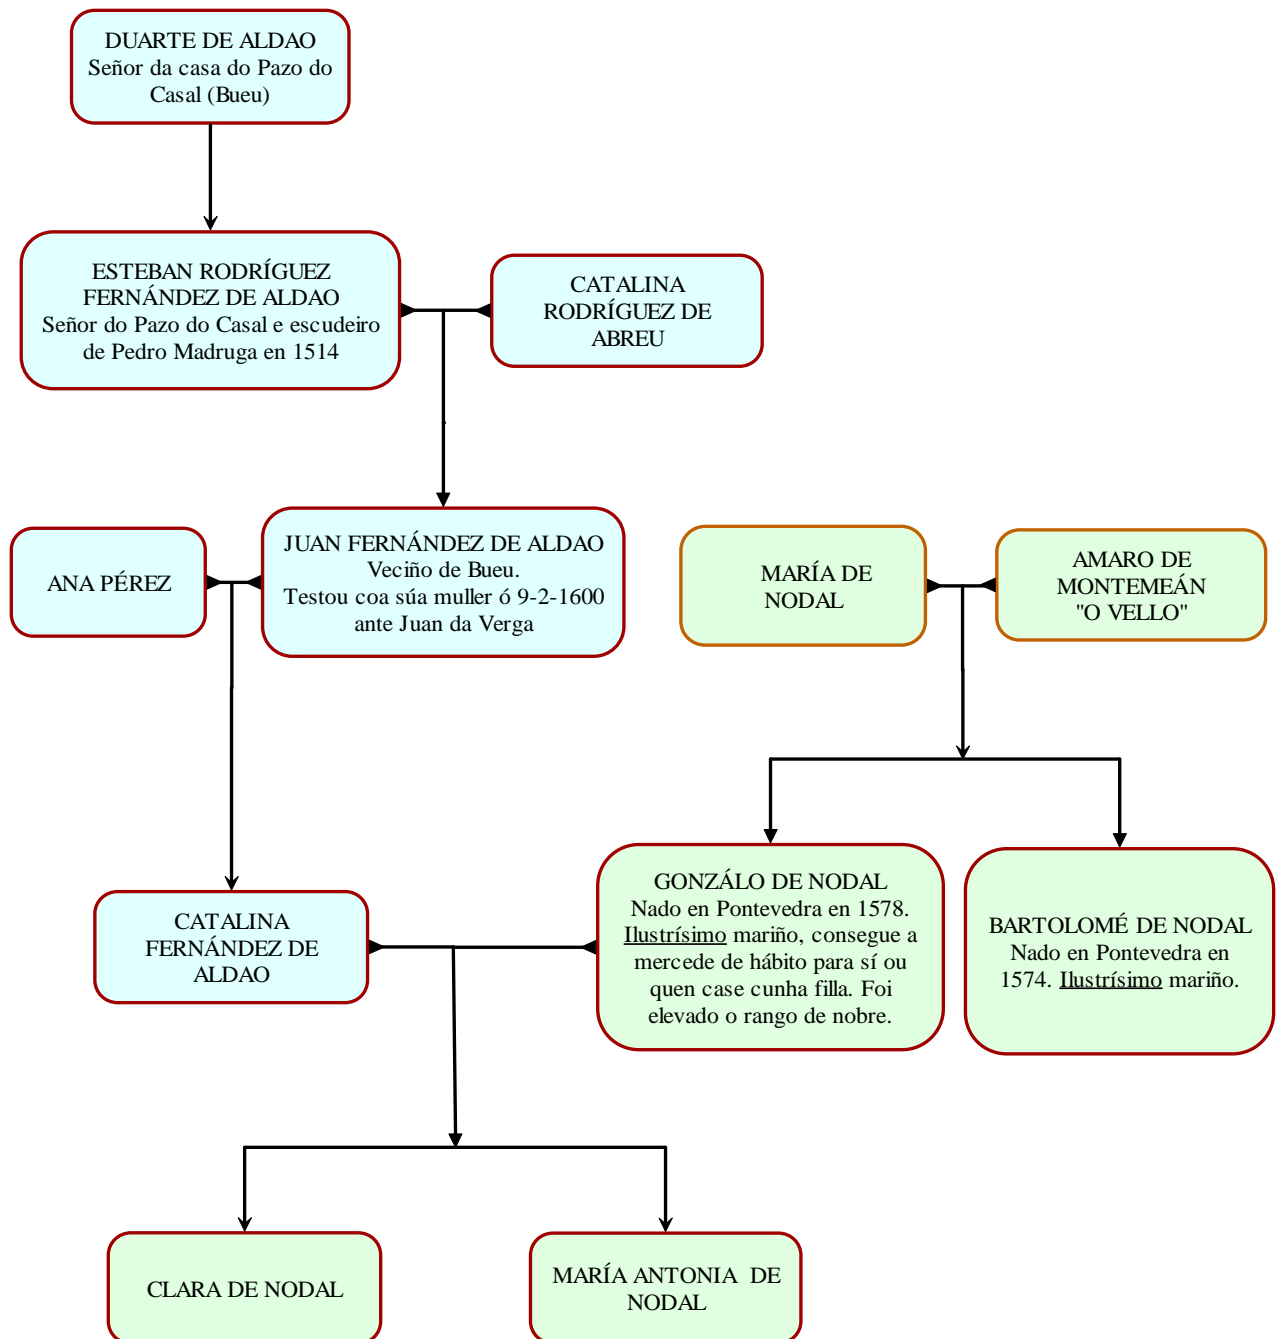 DUARTE DE ALDAO
Señor da casa do Pazo do
Casal (Bueu)
ESTEBAN RODRÍGUEZ
FERNÁNDEZ DE ALDAO
Señor do Pazo do Casal e escudeiro
de Pedro Madruga en 1514
CATALINA
RODRÍGUEZ DE
ABREU
ANA PÉREZ
JUAN FERNÁNDEZ DE ALDAO
Veciño de Bueu.
Testou coa súa muller ó 9-2-1600
ante Juan da Verga
MARÍA DE
NODAL
AMARO DE
MONTEMEÁN
"O VELLO"
CATALINA
FERNÁNDEZ DE
ALDAO
GONZÁLO DE NODAL
Nado en Pontevedra en 1578.
Ilustrísimo mariño, consegue a
mercede de hábito para sí ou
quen case cunha filla. Foi
elevado o rango de nobre.
BARTOLOMÉ DE NODAL
Nado en Pontevedra en
1574. Ilustrísimo mariño.
CLARA DE NODAL
MARÍA ANTONIA DE
NODAL